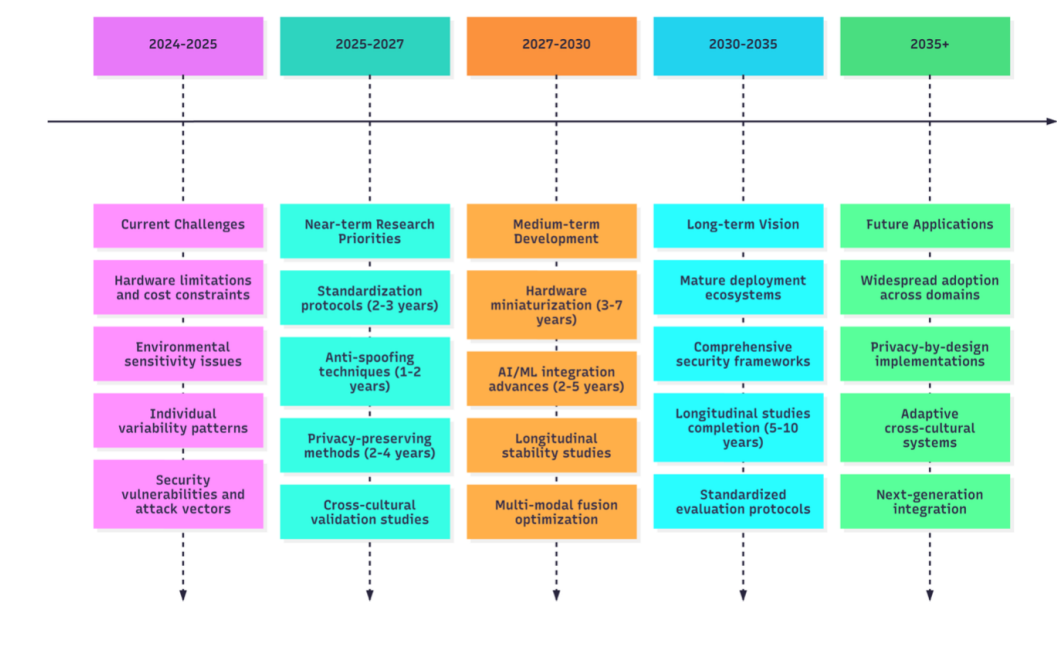 2024-2025
2025-2027
2027-2030
2030-2035
2035+
Current Challenges
Hardware limitations
and cost constraints
Environmental
sensitivity issues
Individual
variability patterns
Security
vulnerabilities and
attack vectors
Near-term Research
Priorities
Standardization
protocols (2-3 years)
Anti-spoofing
techniques (1-2
years)
Privacy-preserving
methods (2-4 years)
Cross-cultural
validation studies
Medium-term
Development
Hardware
miniaturization (3-7
years)
AI/ML integration
advances (2-5 years)
Longitudinal
stability studies
Multi-modal fusion
optimization
Long-term Vision
Mature deployment
ecosystems
Comprehensive
security frameworks
Longitudinal studies
completion (5-10
years)
Standardized
evaluation protocols
Future Applications
Widespread adoption
across domains
Privacy-by-design
implementations
Adaptive
cross-cultural
systems
Next-generation
integration